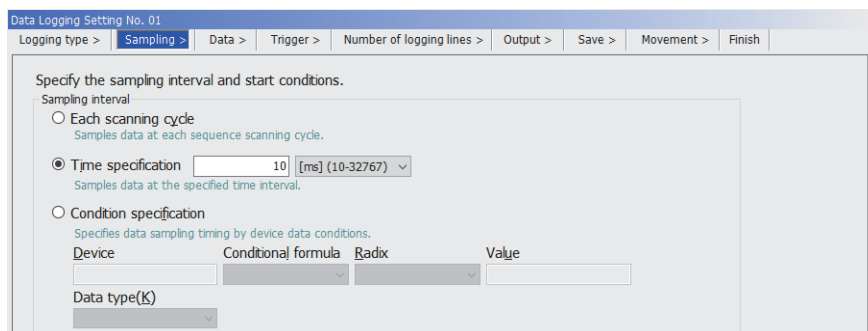 Data Logging Setting No. 01
Logging type > Sampling > Data > Trigger > Number of logging lines > Output > Save > Movement > Finish
Specify the sampling interval and start conditions.
Sampling interval
Each scanning cycle
Samples data at each sequence scanning cycle.
Time specification 10 [ms] (10-32767)
Samples data at the specified time interval.
Condition specification
Specifies data sampling timing by device data conditions.
Device Conditional formula Radix Value
Data type(K)